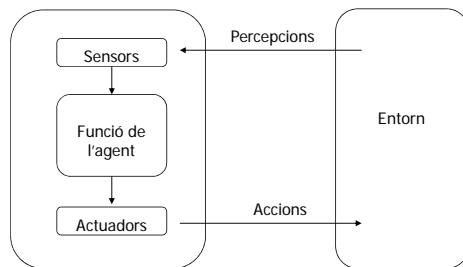 Percepcions
Sensors
Funció de
l'agent
Entorn
Accions
Actuadors